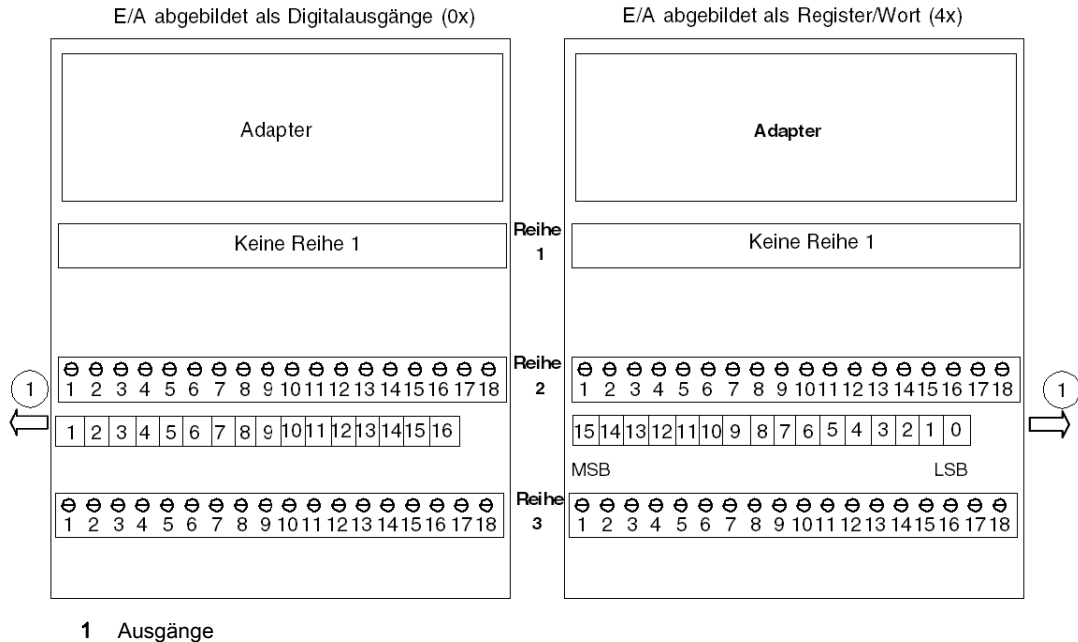 E/A abgebildet als Digitalausgänge (0x)
E/A abgebildet als Register/Wort (4x)
Adapter
Adapter
Keine Reihe 1
Reihe
1
Keine Reihe 1
1 2 3 4 5 6 7 8 9 10 11 12 13 14 15 16 17 18
Reihe
2
1 2 3 4 5 6 7 8 9 10 11 12 13 14 15 16 17 18
1
1
1 2 3 4 5 6 7 8 9 10 11 12 13 14 15 16
15 14 13 12 11 10 9 8 7 6 5 4 3 2 1 0
MSB LSB
1 2 3 4 5 6 7 8 9 10 11 12 13 14 15 16 17 18
Reihe
3
1 2 3 4 5 6 7 8 9 10 11 12 13 14 15 16 17 18
1 Ausgänge